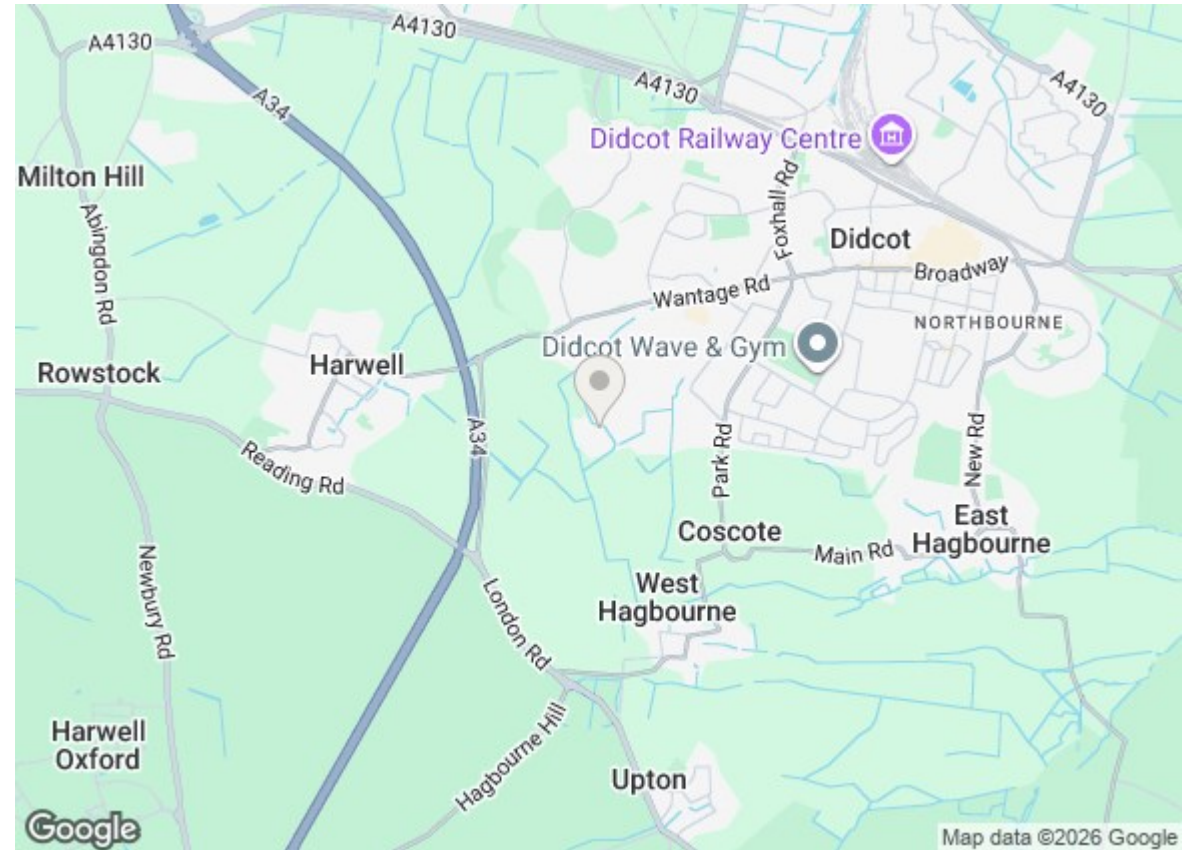 A4130
A4130
A4130
A4130
A34
Didcot Railway Centre
Milton Hill
Abingdon Rd
Foxhall Rd
Didcot
Broadway
Wantage Rd
NORTHBOURNE
Didcot Wave & Gym
Harwell
Rowstock
A34
Reading Rd
Park Rd
New Rd
East
Hagbourne
Coscote
Main Rd
Newbury Rd
West
Hagbourne
London Rd
Harwell
Oxford
Hagbourne Hill
Upton
Google
Map data ©2026 Google